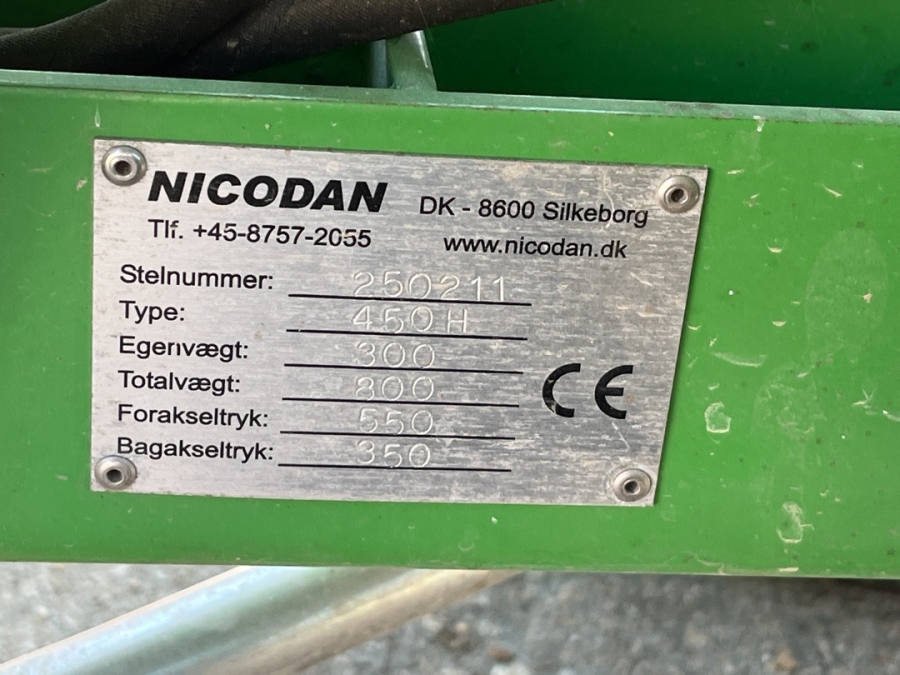 NICODAN DK - 8600 Silkeborg
Tlf. +45-8757-2055 www.nicodan.dk
Stelnummer: 250211
Type: 450 H
Egenvægt: 300
Totalvægt: 800
Forakseltryk: 550
Bagakseltryk: 350
CE